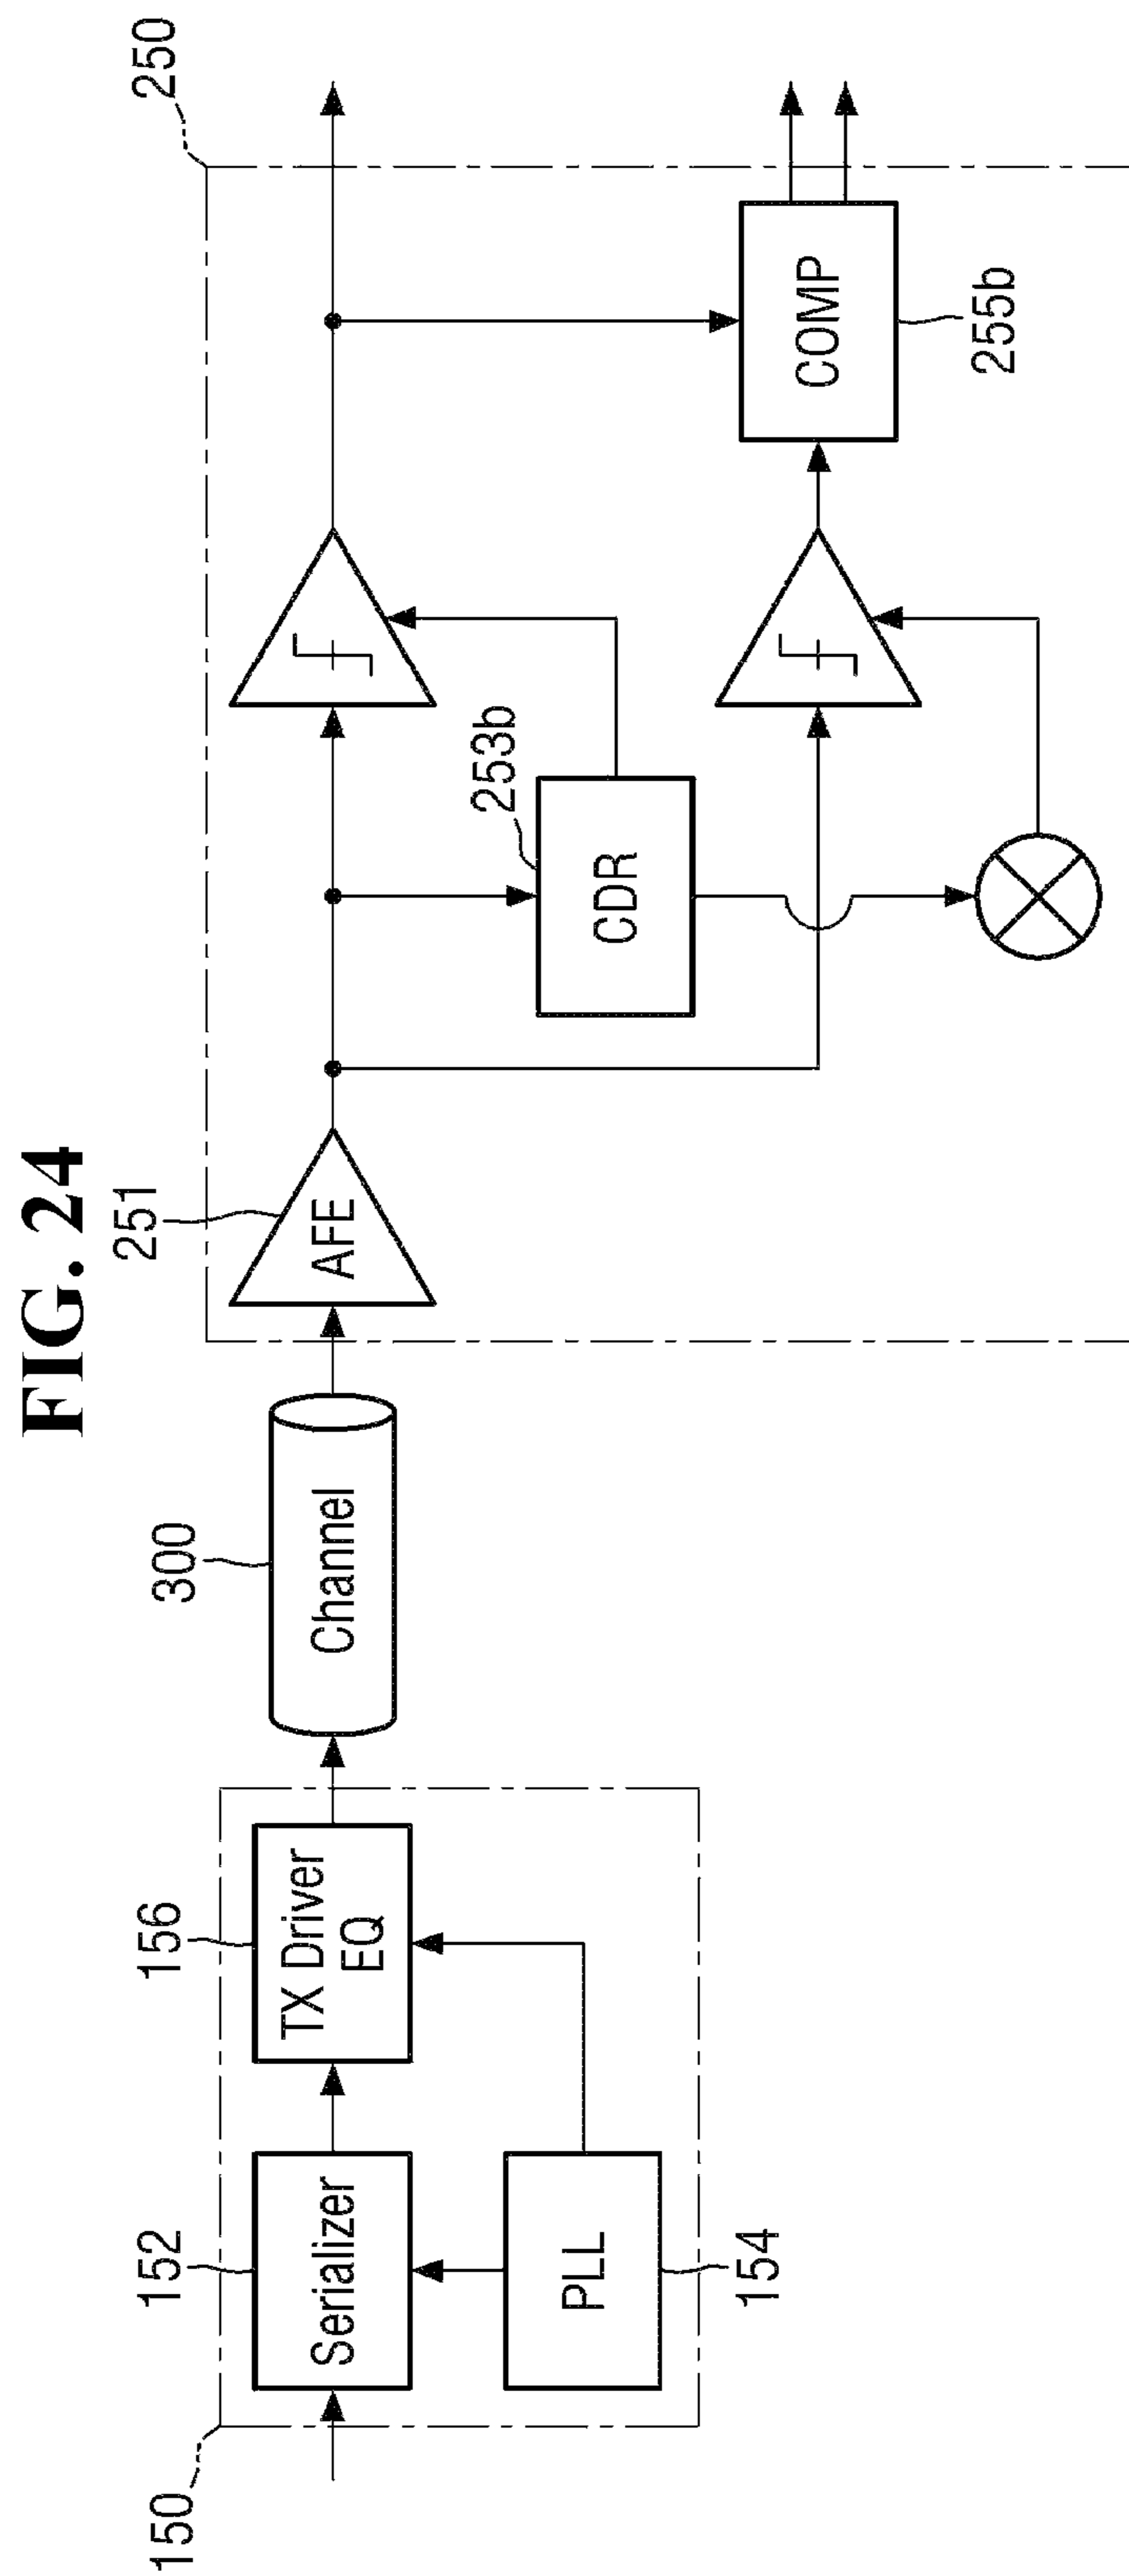 FIG. 24
150
152
Serializer
PLL
154
156
TX Driver
EQ
300
Channel
251
AFE
250
253b
CDR
COMP
255b